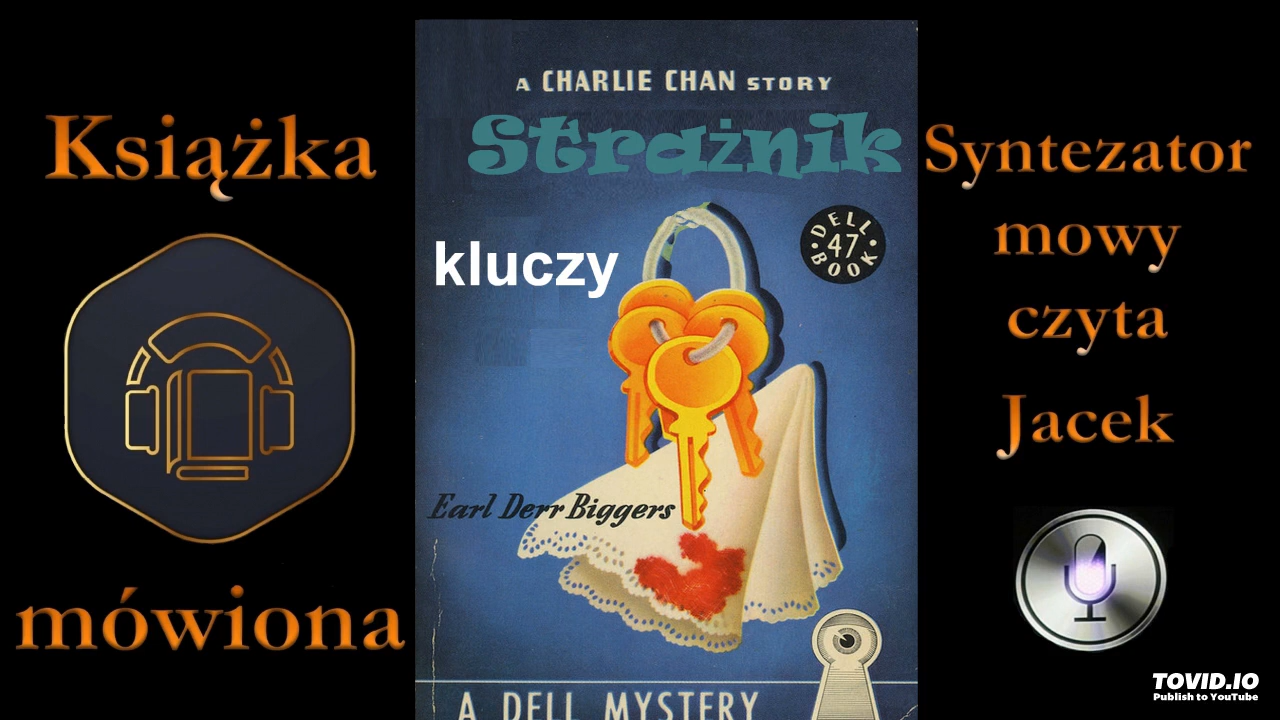 Książka
mówiona
A CHARLIE CHAN STORY
Strażnik
kluczy
DELL
47
BOOK
Earl Derr Biggers
A DELL MYSTERY
Syntezator
mowy
czyta
Jacek
TOVID.IO
Publish to YouTube